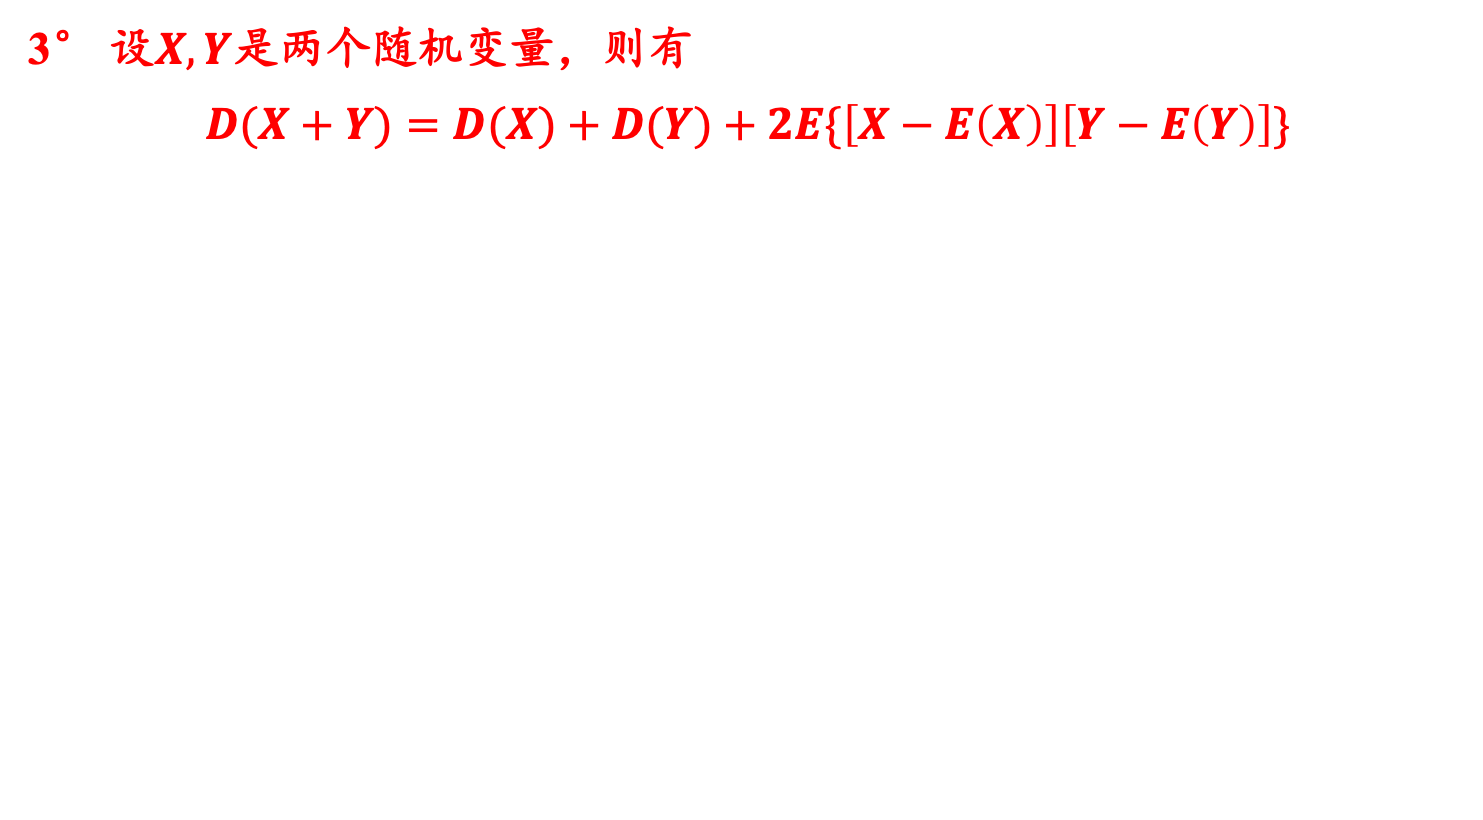 3° 设X,Y是两个随机变量，则有
D(X + Y) = D(X) + D(Y) + 2E{[X − E(X)][Y − E(Y)]}